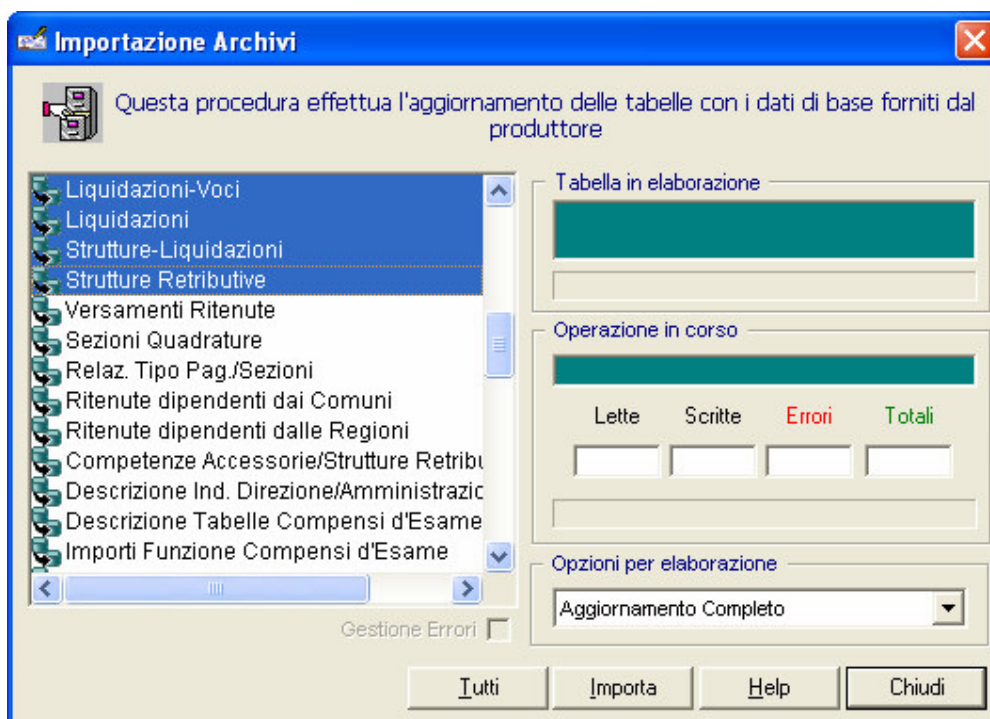 Importazione Archivi
Questa procedura effettua l'aggiornamento delle tabelle con i dati di base forniti dal
produttore
Liquidazioni-Voci
Liquidazioni
Strutture-Liquidazioni
Strutture Retributive
Versamenti Ritenute
Sezioni Quadrature
Relaz. Tipo Pag./Sezioni
Ritenute dipendenti dai Comuni
Ritenute dipendenti dalle Regioni
Competenze Accessorie/Strutture Retribu
Descrizione Ind. Direzione/Amministrazio
Descrizione Tabelle Compensi d'Esame
Importi Funzione Compensi d'Esame
Gestione Errori
Tabella in elaborazione
Operazione in corso
Lette Scritte Errori Totali
Opzioni per elaborazione
Aggiornamento Completo
Tutti Importa Help Chiudi